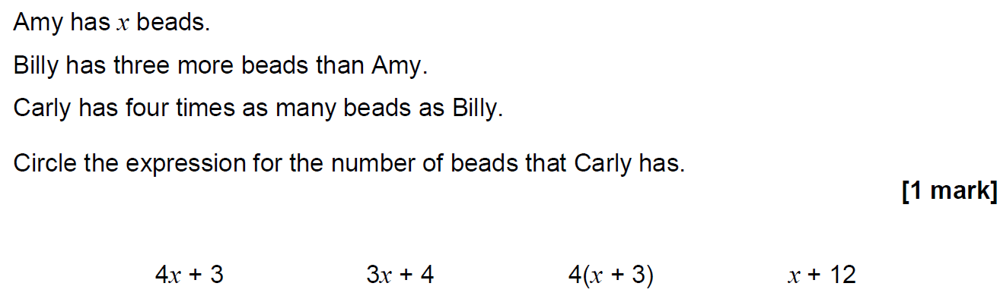 Amy has x beads.
Billy has three more beads than Amy.
Carly has four times as many beads as Billy.
Circle the expression for the number of beads that Carly has.
[1 mark]
4x + 3 3x + 4 4(x + 3) x + 12